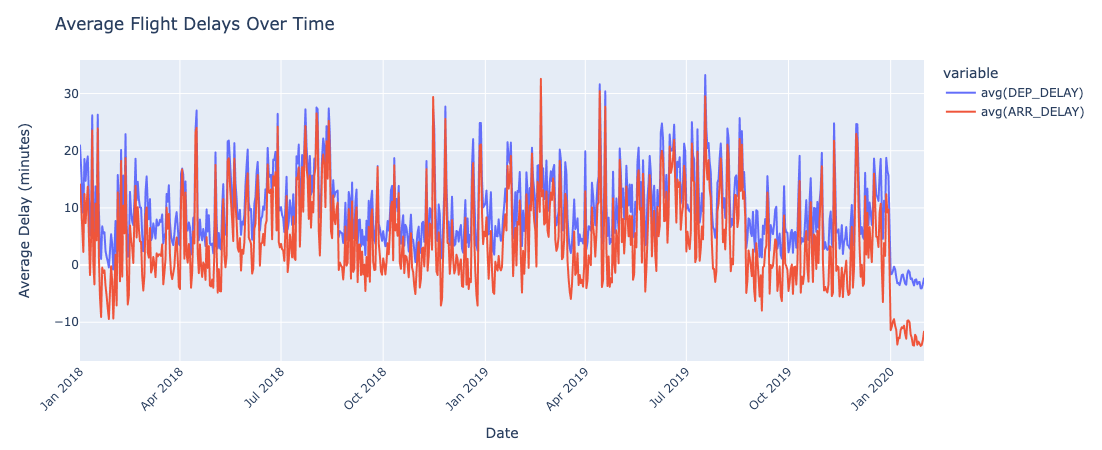 Average Flight Delays Over Time
variable
avg(DEP_DELAY)
avg(ARR_DELAY)
Average Delay (minutes)
30
20
10
0
−10
Jan 2018
Apr 2018
Jul 2018
Oct 2018
Jan 2019
Apr 2019
Jul 2019
Oct 2019
Jan 2020
Date